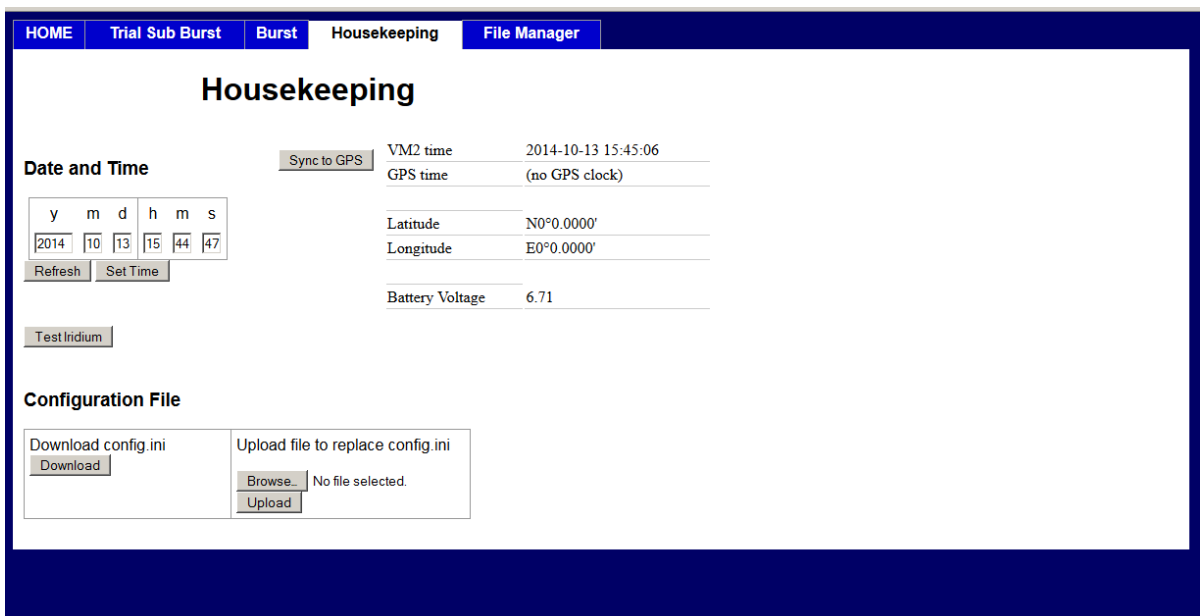 HOME Trial Sub Burst Burst Housekeeping File Manager
Housekeeping
Date and Time
Sync to GPS
VM2 time 2014-10-13 15:45:06
GPS time (no GPS clock)
y m d h m s
2014 10 13 15 44 47
Refresh Set Time
Latitude N0°0.0000'
Longitude E0°0.0000'
Battery Voltage 6.71
Test Iridium
Configuration File
Download config.ini
Download
Upload file to replace config.ini
Browse... No file selected.
Upload